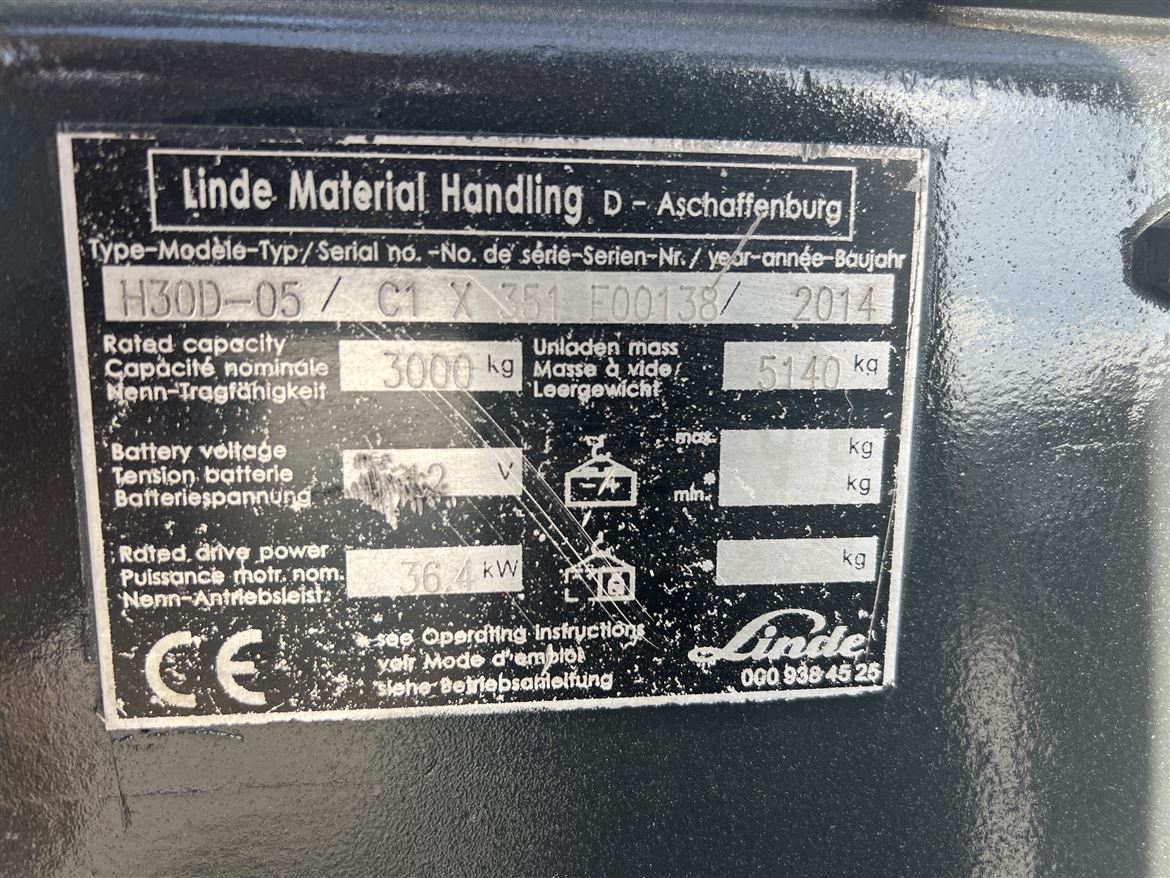 Linde Material Handling D - Aschaffenburg
Type-Modèle-Typ/Serial no. -No. de série-Serien-Nr./ year-année-Baujahr
H30D-05 / C1 X 351 E00138/ 2014
Rated capacity
Capacité nominale
Nenn-Tragfähigkeit
3000 kg
Unladen mass
Masse à vide/
Leergewicht
5140 kg
Battery voltage
Tension batterie
Batteriespannung
12 V
-/+
max.
kg
* min.
kg
Rated drive power
Puissance motr. nom.
Nenn-Antriebsleist.
36.4 kW
G
kg
CE
* see Operating Instructions
voir Mode d'emploi
siehe Betriebsanleitung
Linde
000 938 45 25